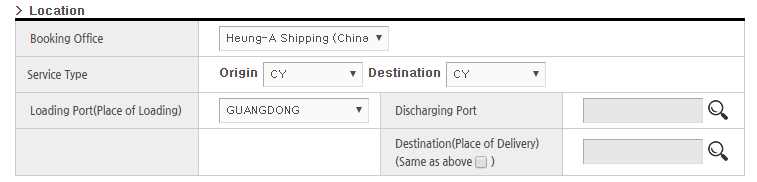 Location
Booking Office Heung-A Shipping (China
Service Type Origin CY Destination CY
Loading Port(Place of Loading) GUANGDONG Discharging Port
Destination(Place of Delivery)
(Same as above )